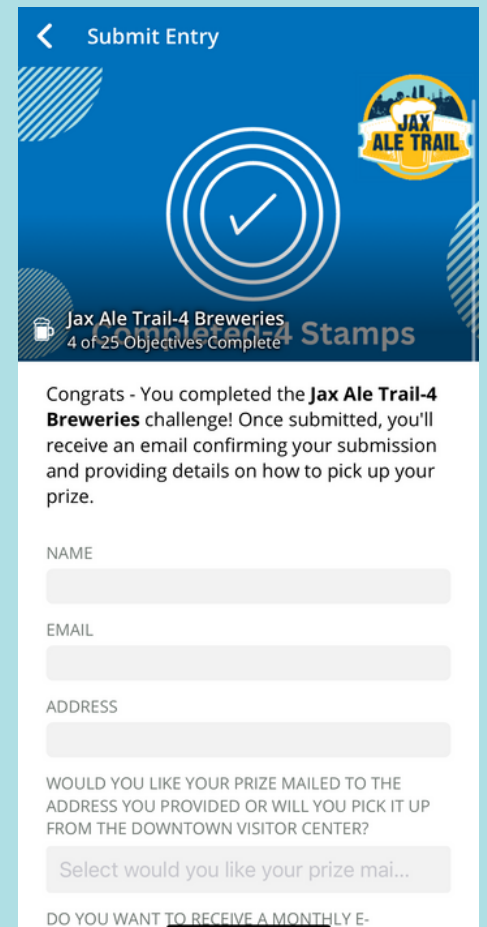 Submit Entry
JAX
ALE TRAIL
Jax Ale Trail-4 Breweries
Completed-4 Stamps
4 of 25 Objectives Complete
Congrats - You completed the Jax Ale Trail-4
Breweries challenge! Once submitted, you'll
receive an email confirming your submission
and providing details on how to pick up your
prize.
NAME
EMAIL
ADDRESS
WOULD YOU LIKE YOUR PRIZE MAILED TO THE
ADDRESS YOU PROVIDED OR WILL YOU PICK IT UP
FROM THE DOWNTOWN VISITOR CENTER?
Select would you like your prize mai...
DO YOU WANT TO RECEIVE A MONTHLY E-